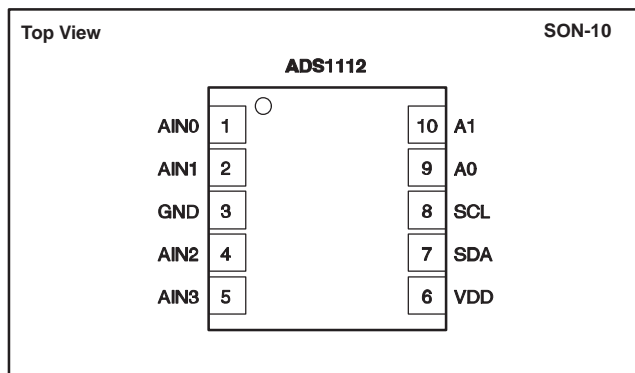 Top View SON-10
ADS1112
AIN0 1 10 A1
AIN1 2 9 A0
GND 3 8 SCL
AIN2 4 7 SDA
AIN3 5 6 VDD